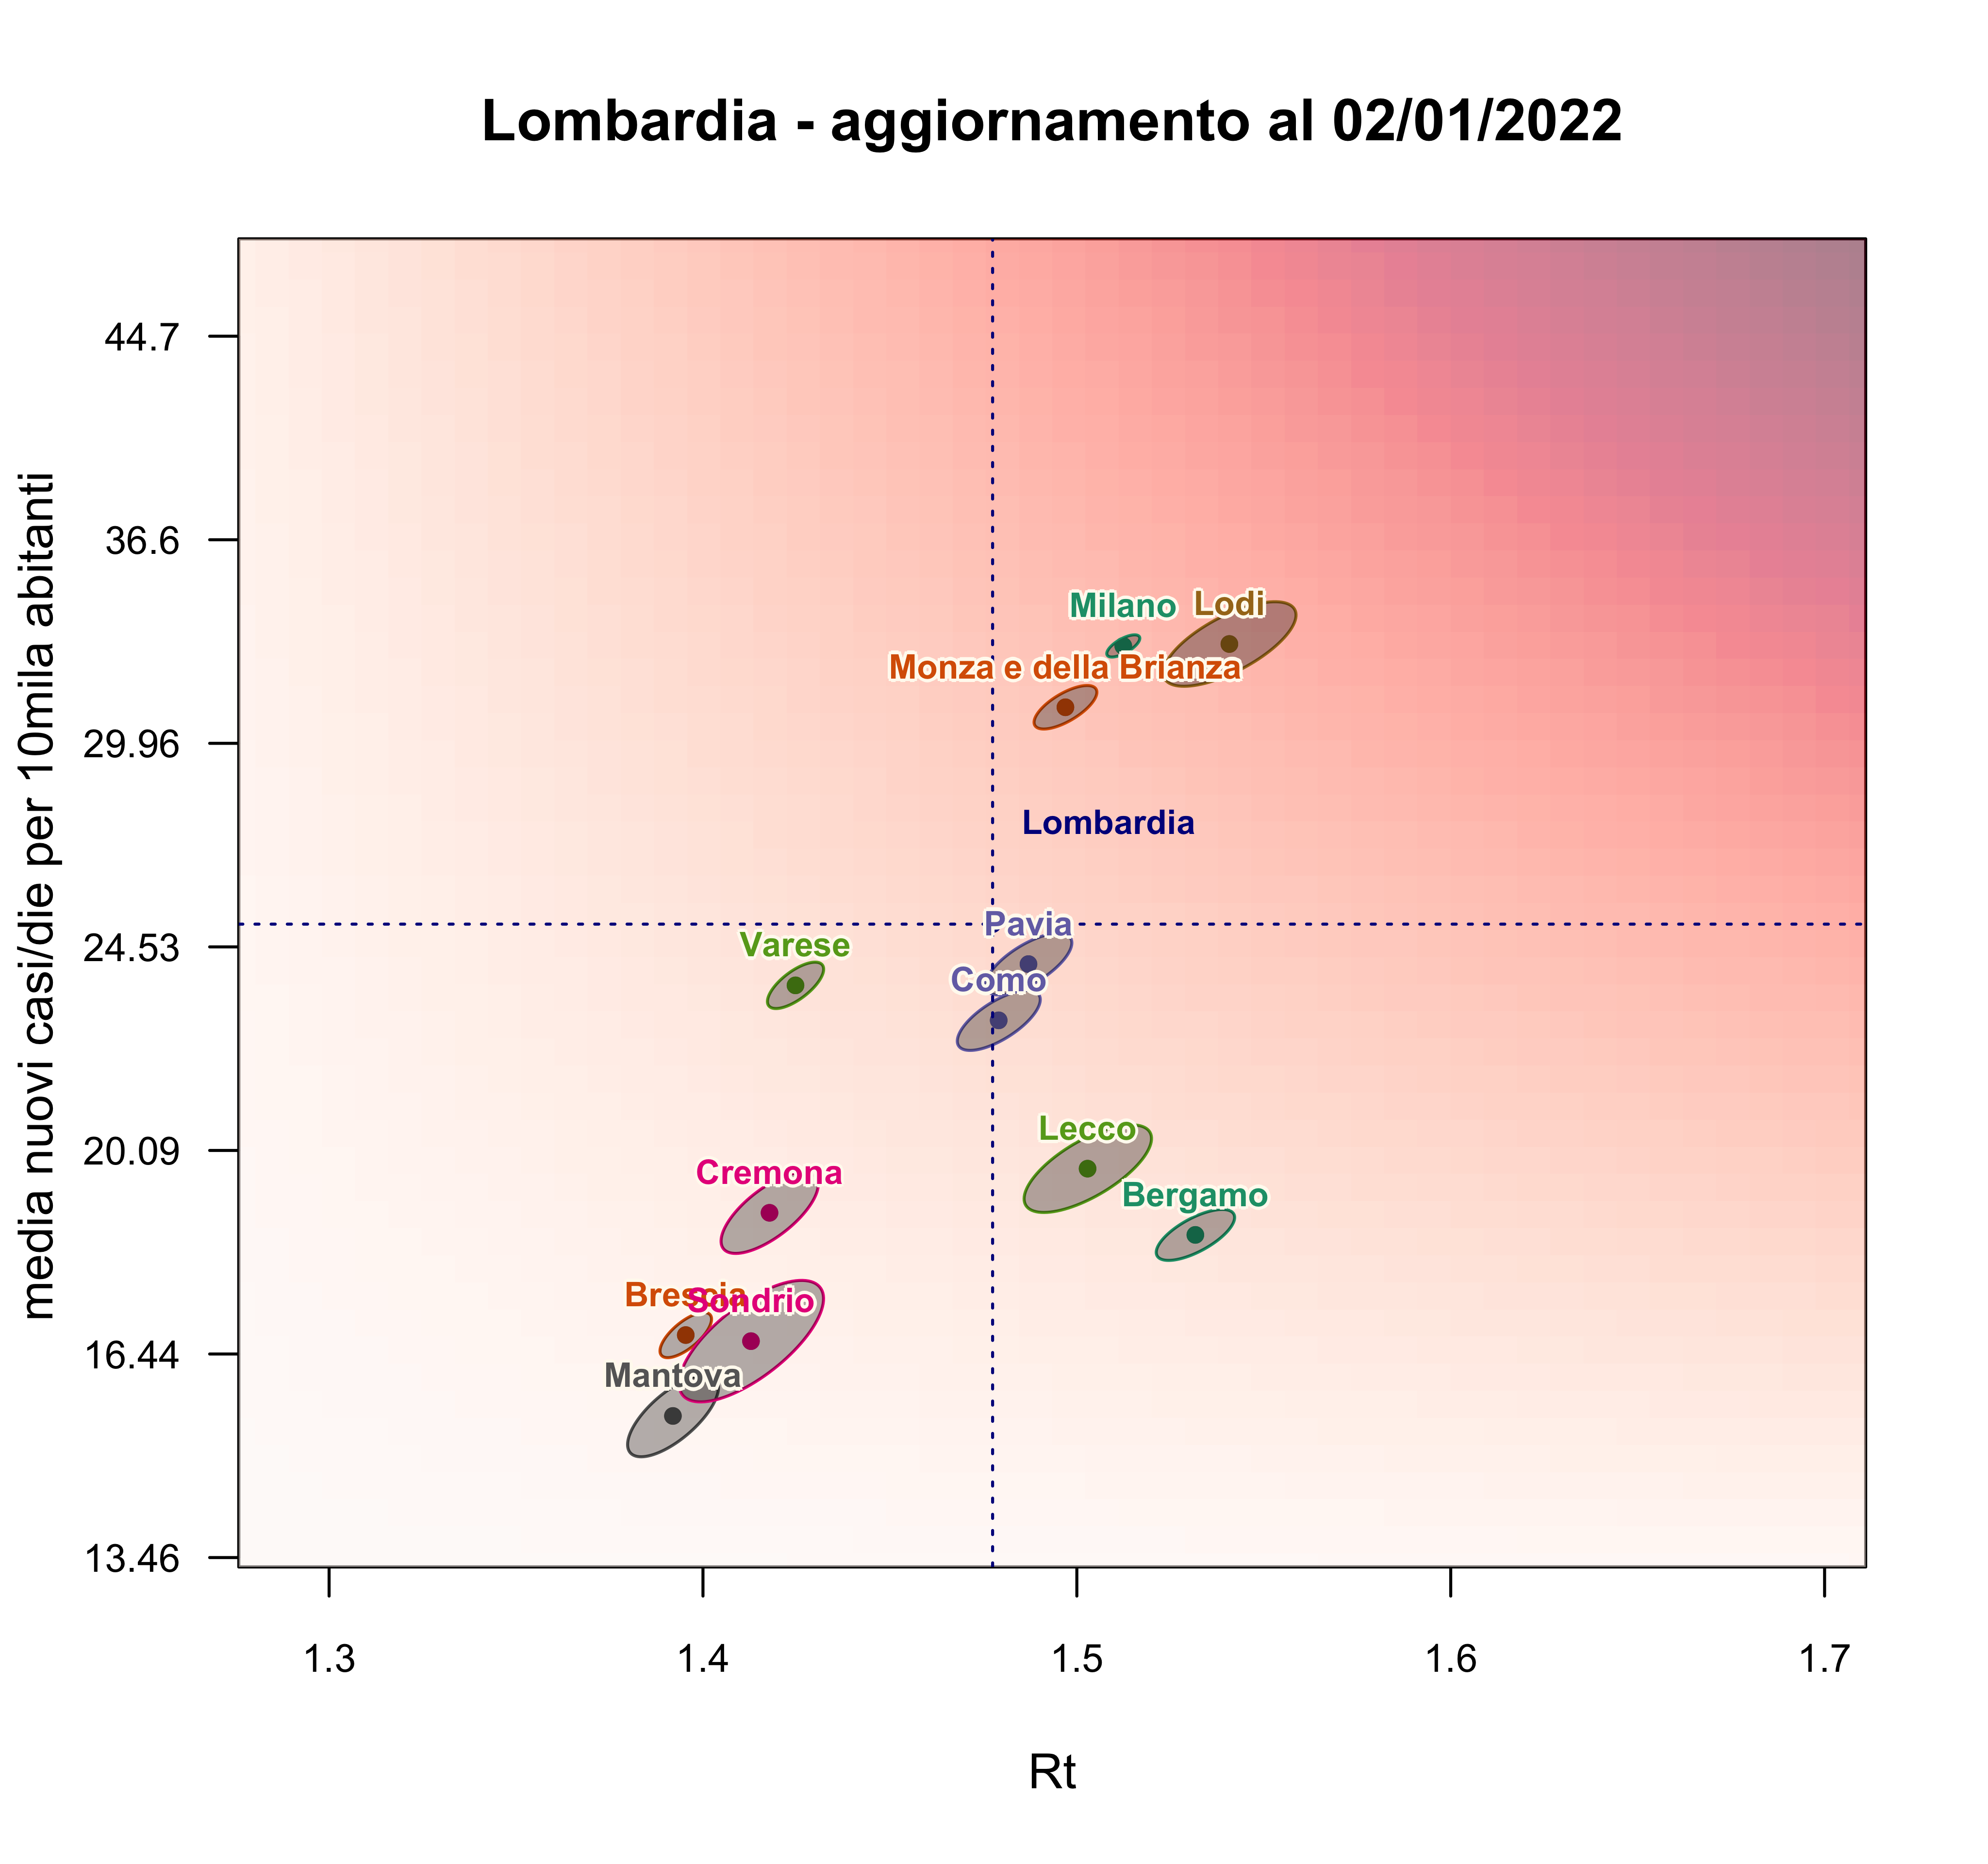 Lombardia - aggiornamento al 02/01/2022
media nuovi casi/die per 10mila abitanti
44.7
36.6
29.96
24.53
20.09
16.44
13.46
Milano
Lodi
Monza e della Brianza
Lombardia
Pavia
Varese
Como
Lecco
Cremona
Bergamo
Brescia
Sondrio
Mantova
1.3
1.4
1.5
1.6
1.7
Rt